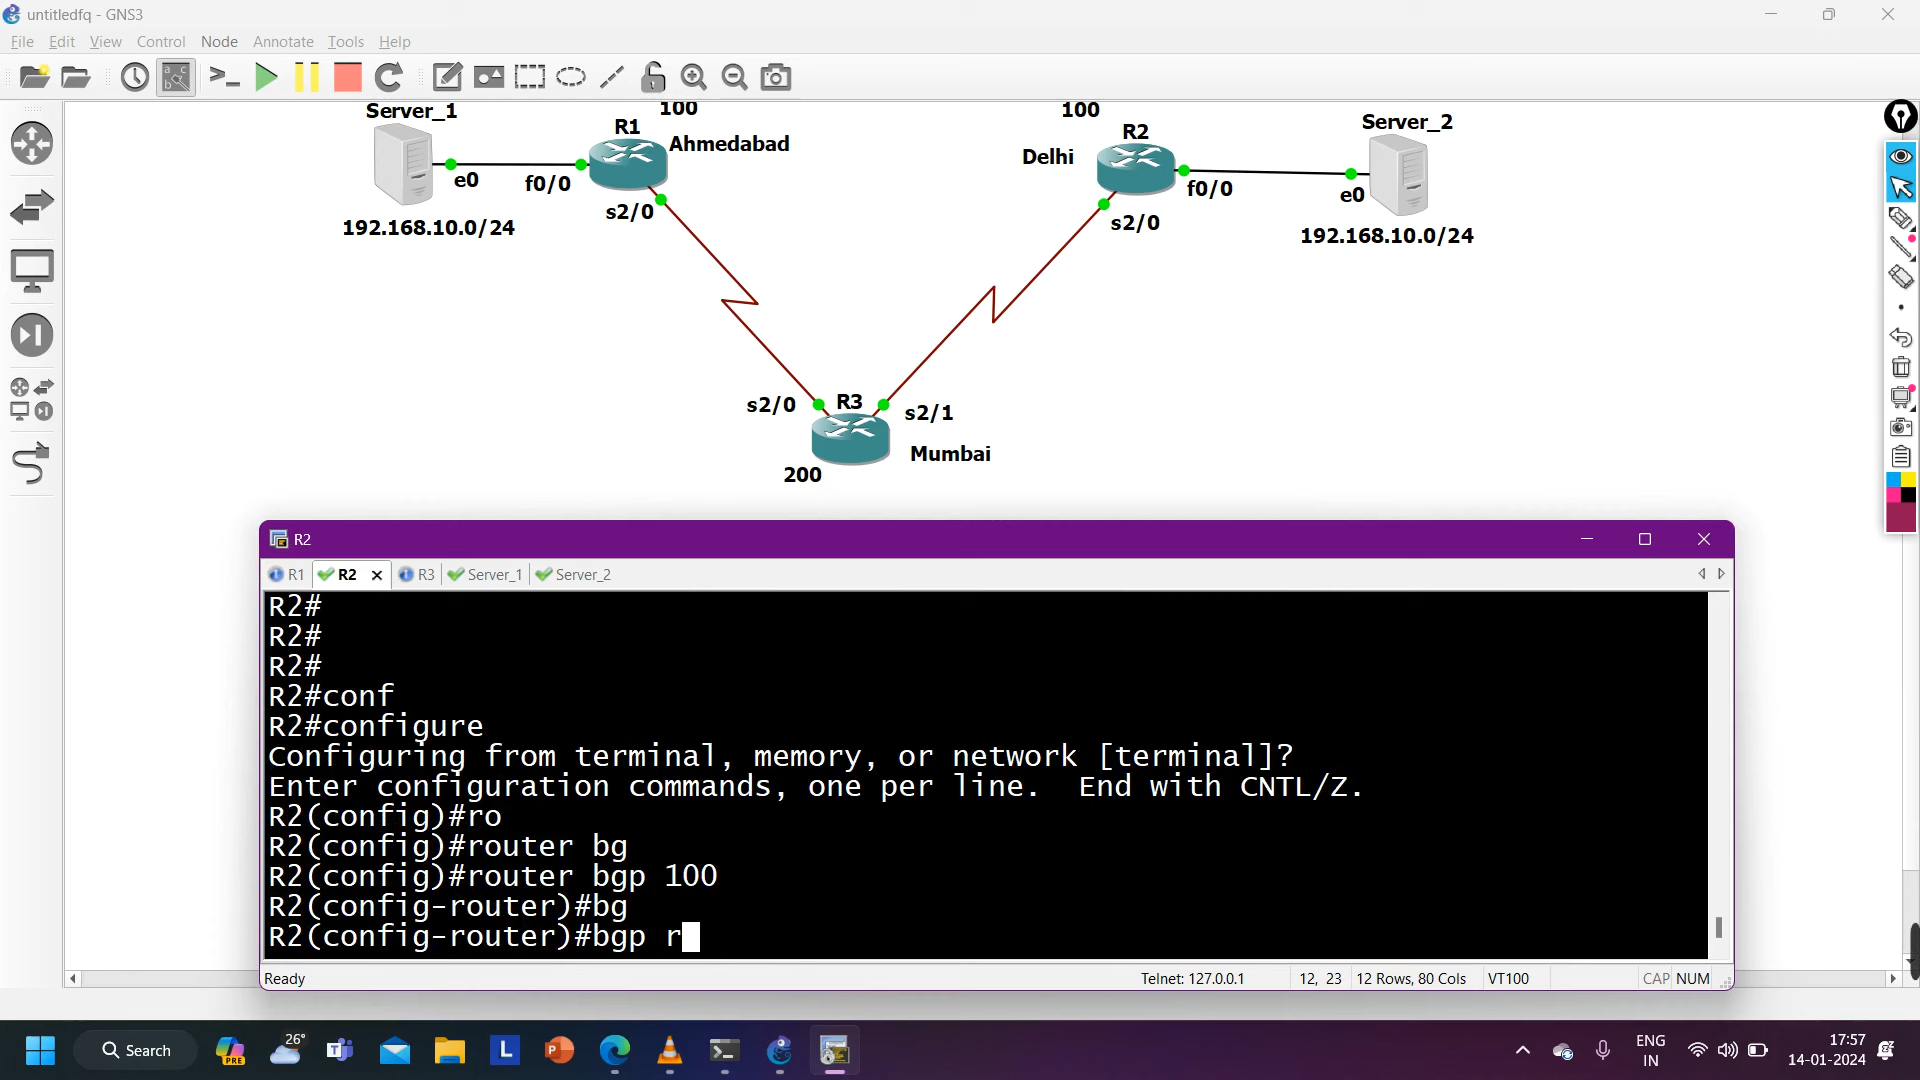 untitledfq - GNS3
File Edit View Control Node Annotate Tools Help
Server_1
100
R1
Ahmedabad
e0
f0/0
s2/0
192.168.10.0/24
100
R2
Delhi
f0/0
s2/0
Server_2
e0
192.168.10.0/24
s2/0
R3
s2/1
Mumbai
200
R2
R1 R2 R3 Server_1 Server_2
R2#
R2#
R2#
R2#conf
R2#configure
Configuring from terminal, memory, or network [terminal]?
Enter configuration commands, one per line.  End with CNTL/Z.
R2(config)#ro
R2(config)#router bg
R2(config)#router bgp 100
R2(config-router)#bg
R2(config-router)#bgp r
Ready Telnet: 127.0.0.1 12, 23 12 Rows, 80 Cols VT100 CAP NUM
Search
PRE
26°
L
ENG
IN
17:57
14-01-2024